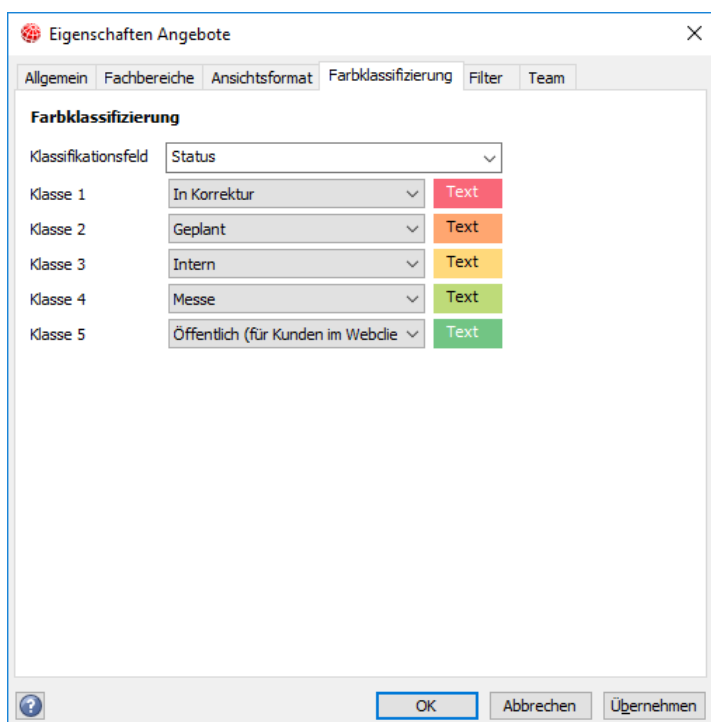 Eigenschaften Angebote
Allgemein Fachbereiche Ansichtsformat Farbklassifizierung Filter Team
Farbklassifizierung
Klassifikationsfeld Status
Klasse 1 In Korrektur Text
Klasse 2 Geplant Text
Klasse 3 Intern Text
Klasse 4 Messe Text
Klasse 5 Öffentlich (für Kunden im Webclie Text
? OK Abbrechen Übernehmen